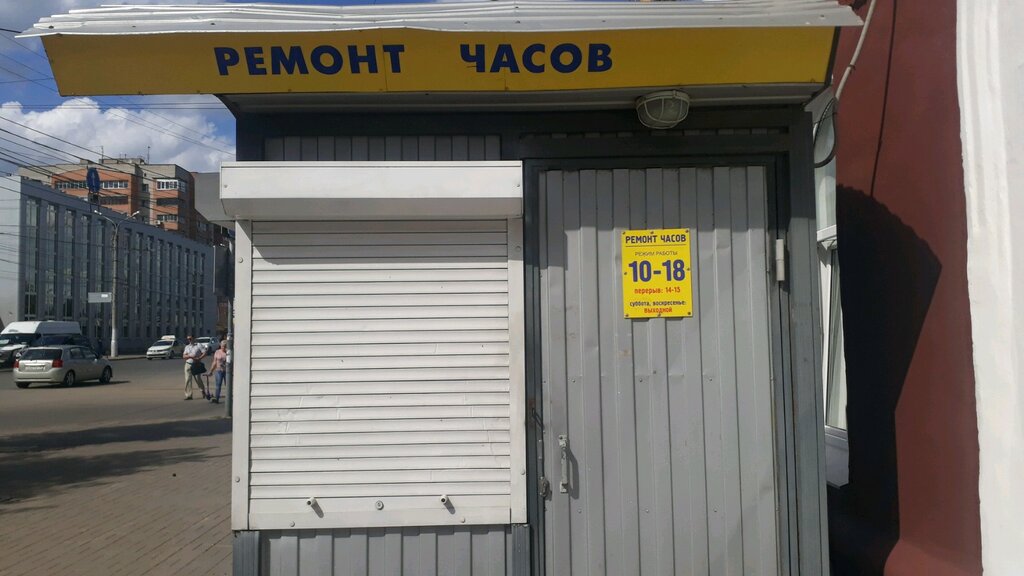 РЕМОНТ ЧАСОВ
РЕМОНТ ЧАСОВ
РЕЖИМ РАБОТЫ
10-18
перерыв: 14-15
суббота, воскресенье:
ВЫХОДНОЙ